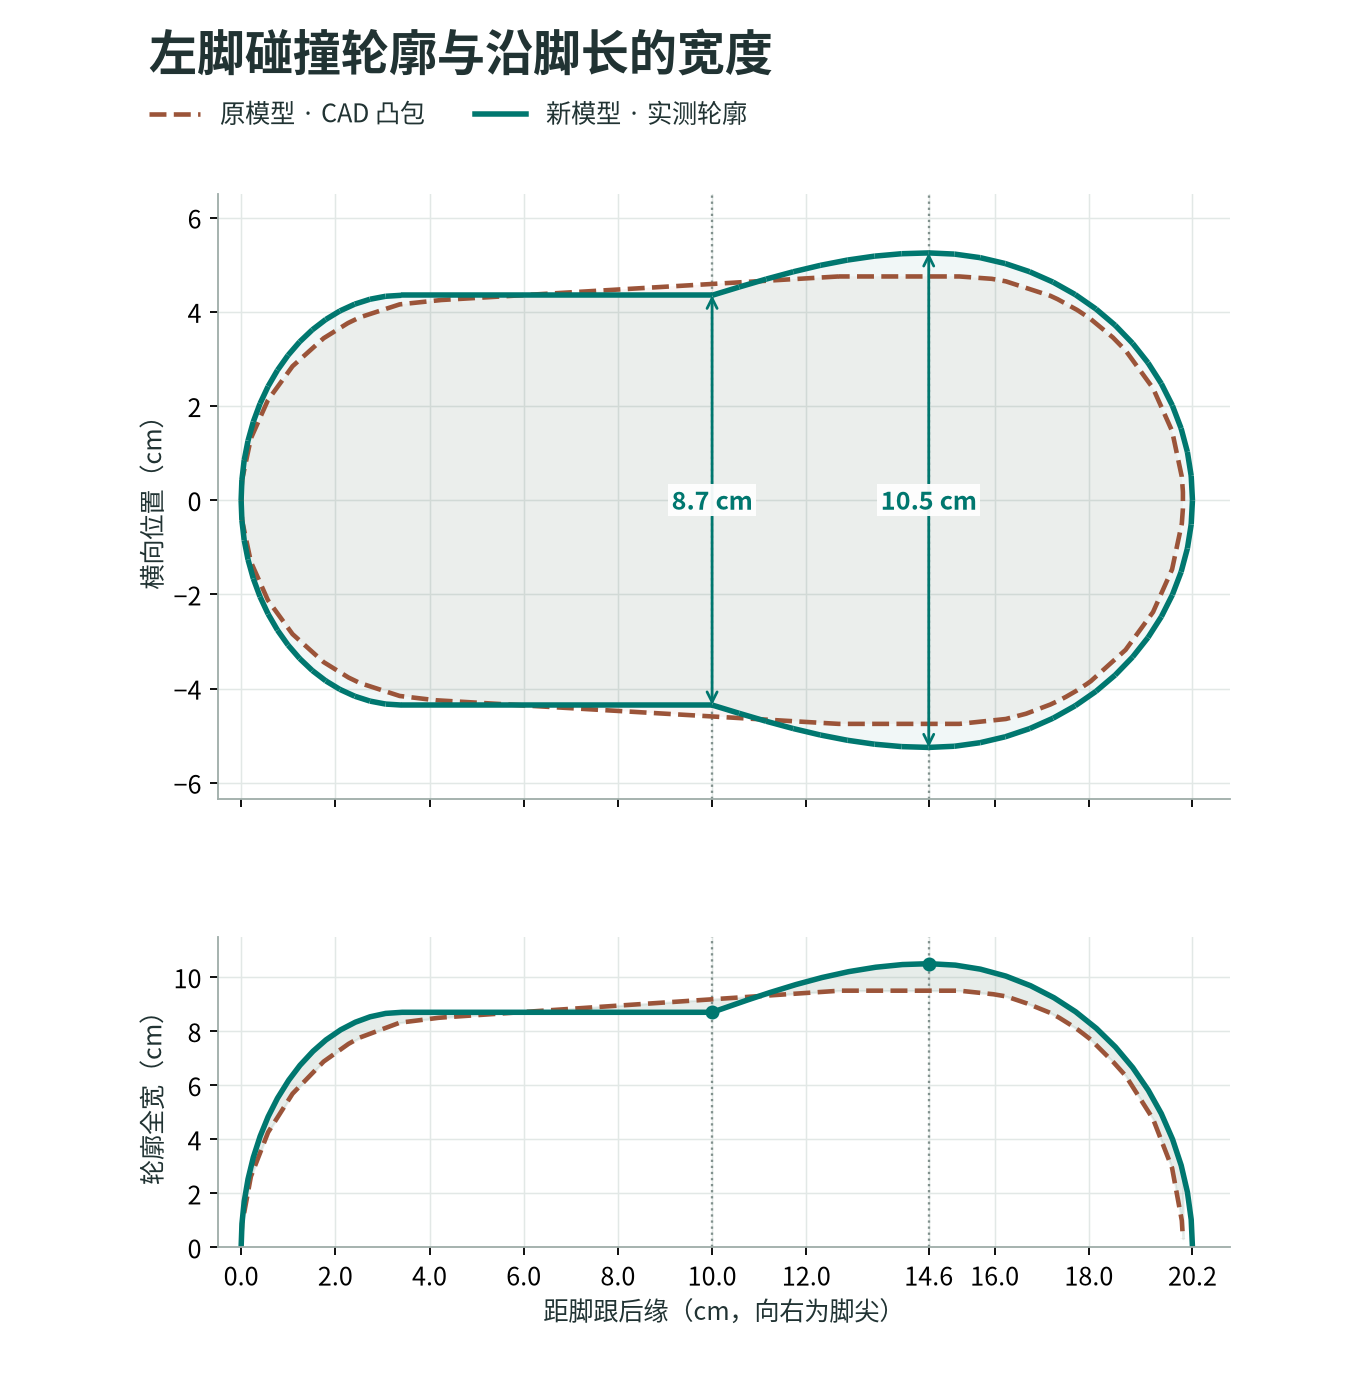 左脚碰撞轮廓与沿脚长的宽度
原模型 · CAD 凸包
新模型 · 实测轮廓
6
4
2
0
−2
−4
−6
横向位置（cm）
8.7 cm
10.5 cm
10
8
6
4
2
0
轮廓全宽（cm）
0.0 2.0 4.0 6.0 8.0 10.0 12.0 14.6 16.0 18.0 20.2
距脚跟后缘（cm，向右为脚尖）